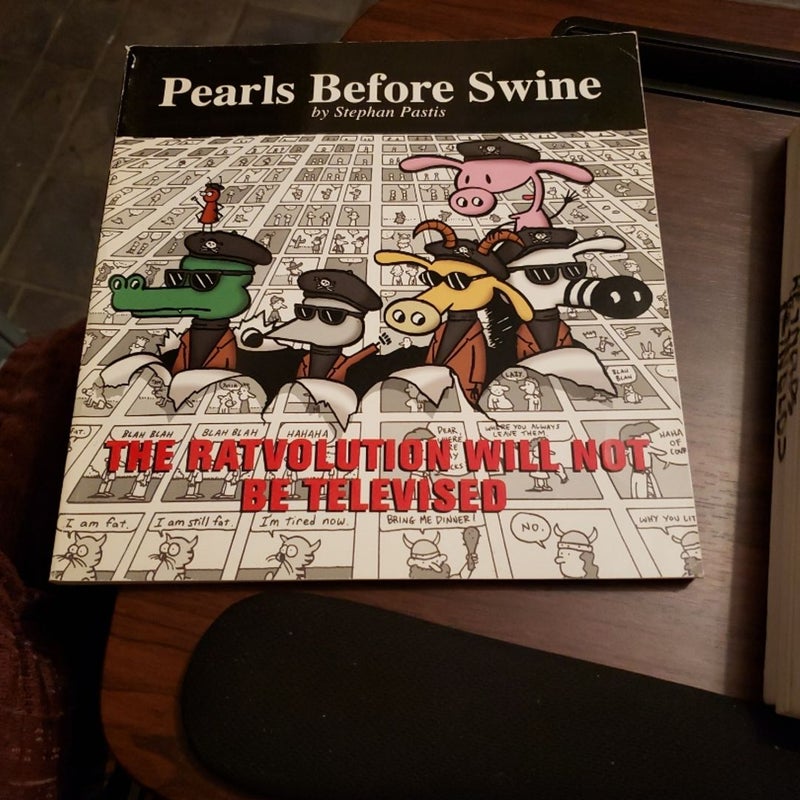 Pearls Before Swine
by Stephan Pastis
LAZY
BLAH
BLAH
BLAH BLAH
BLAH BLAH
HAHAHA
WHERE YOU ALWAYS
LEAVE THEM
HAHA
OF
THE RATVOLUTION WILL NOT
BE TELEVISED
I am fat.
I am still fat.
I'm tired now.
BRING ME DINNER!
NO.
WHY YOU